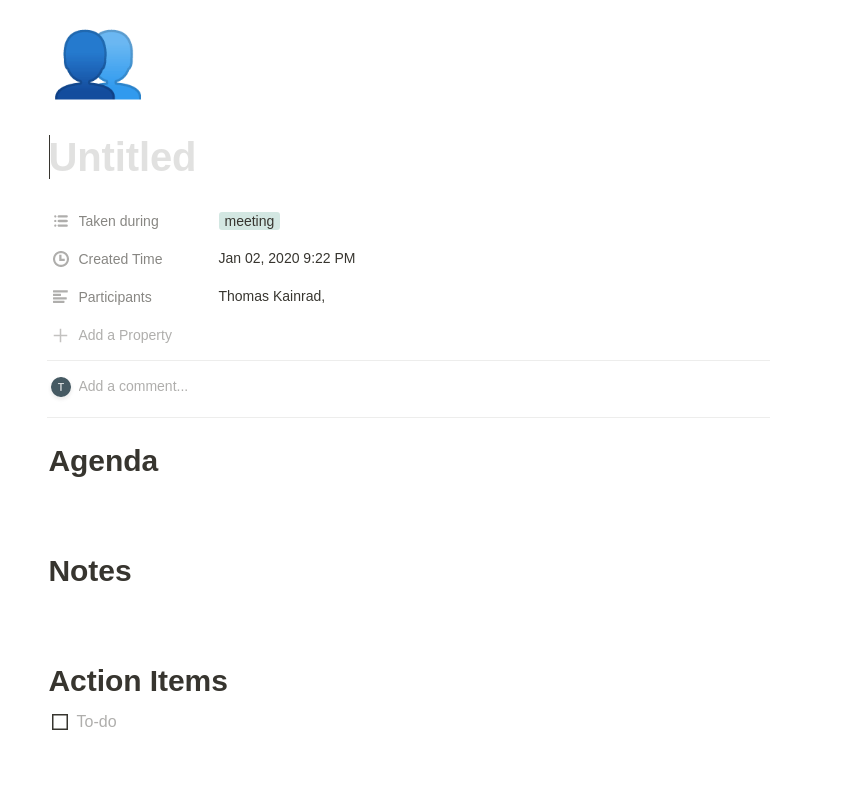 Untitled
Taken during meeting
Created Time Jan 02, 2020 9:22 PM
Participants Thomas Kainrad,
Add a Property
T Add a comment...
Agenda
Notes
Action Items
To-do